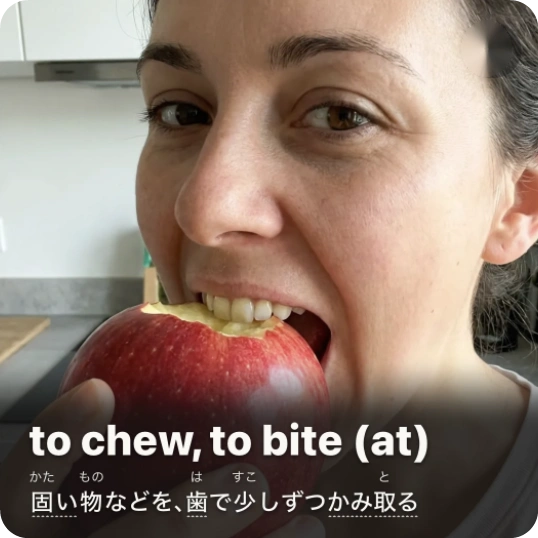 to chew, to bite (at)
かた もの は すこ と
固い物などを、歯で少しずつかみ取る